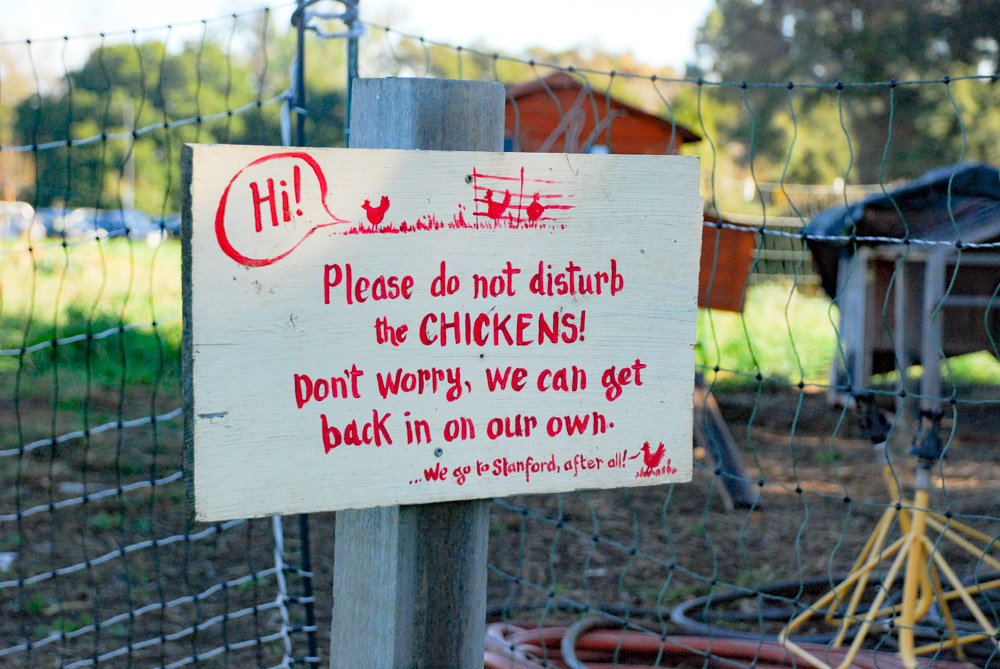 Hi!
Please do not disturb
the CHICKENS!
Don't worry, we can get
back in on our own.
...We go to Stanford, after all!